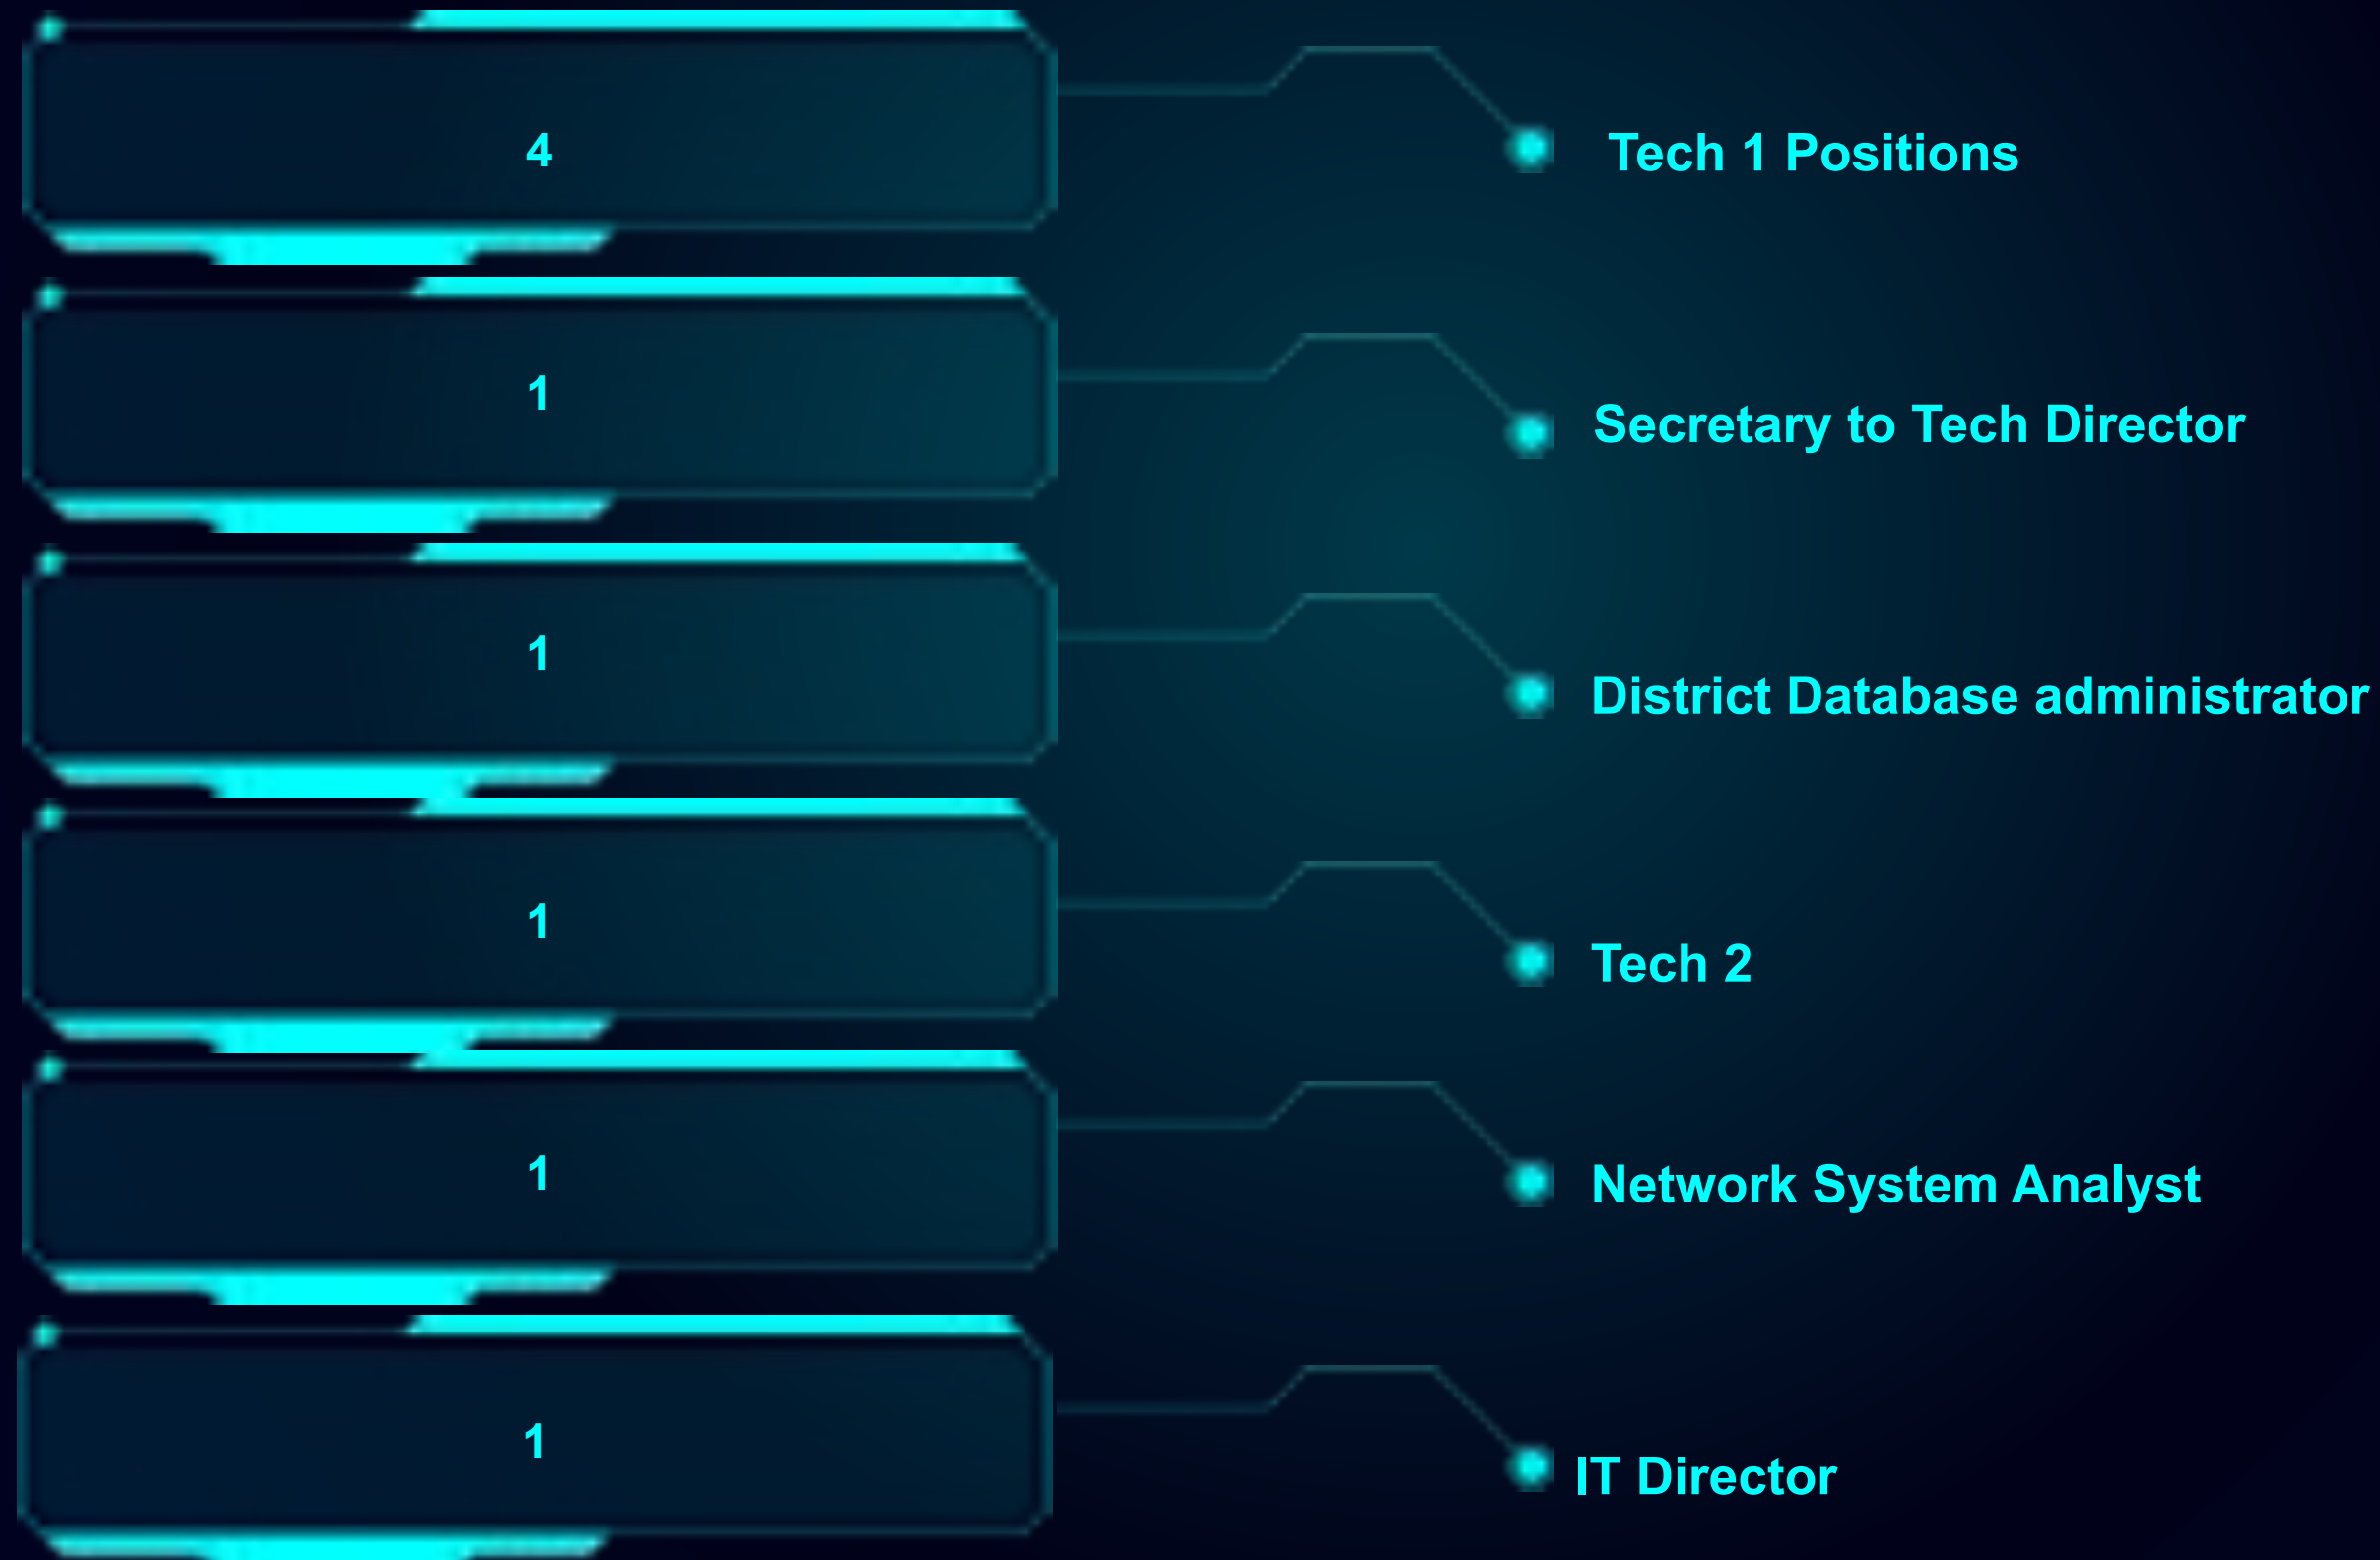 4
Tech 1 Positions
1
Secretary to Tech Director
1
District Database administrator
1
Tech 2
1
Network System Analyst
1
IT Director